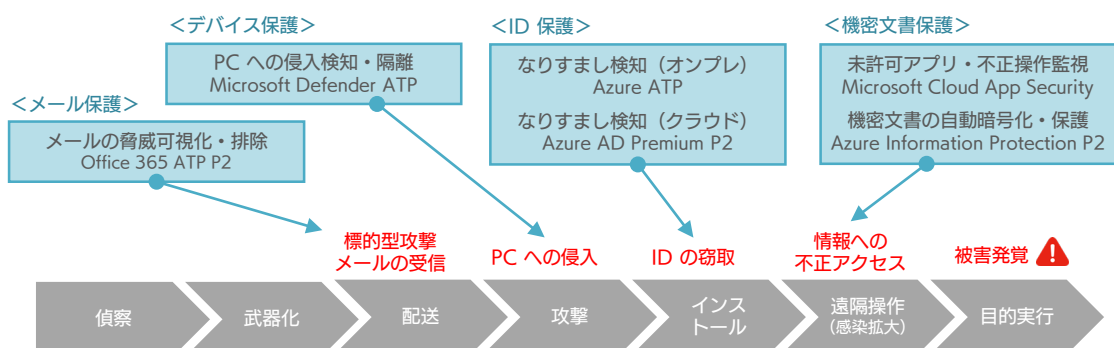 ＜メール保護＞
メールの脅威可視化・排除
Office 365 ATP P2
＜デバイス保護＞
PC への侵入検知・隔離
Microsoft Defender ATP
＜ID 保護＞
なりすまし検知（オンプレ）
Azure ATP
なりすまし検知（クラウド）
Azure AD Premium P2
＜機密文書保護＞
未許可アプリ・不正操作監視
Microsoft Cloud App Security
機密文書の自動暗号化・保護
Azure Information Protection P2
標的型攻撃
メールの受信
PC への侵入
ID の窃取
情報への
不正アクセス
被害発覚
偵察
武器化
配送
攻撃
インス
トール
遠隔操作
（感染拡大）
目的実行